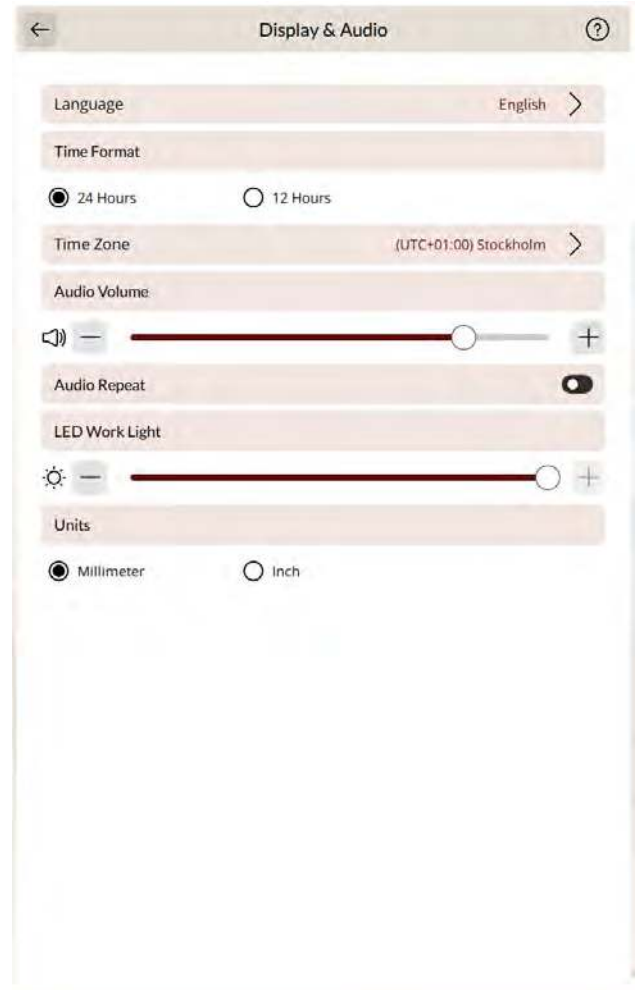 Display & Audio
Language English
Time Format
24 Hours 12 Hours
Time Zone (UTC+01:00) Stockholm
Audio Volume
Audio Repeat
LED Work Light
Units
Millimeter Inch